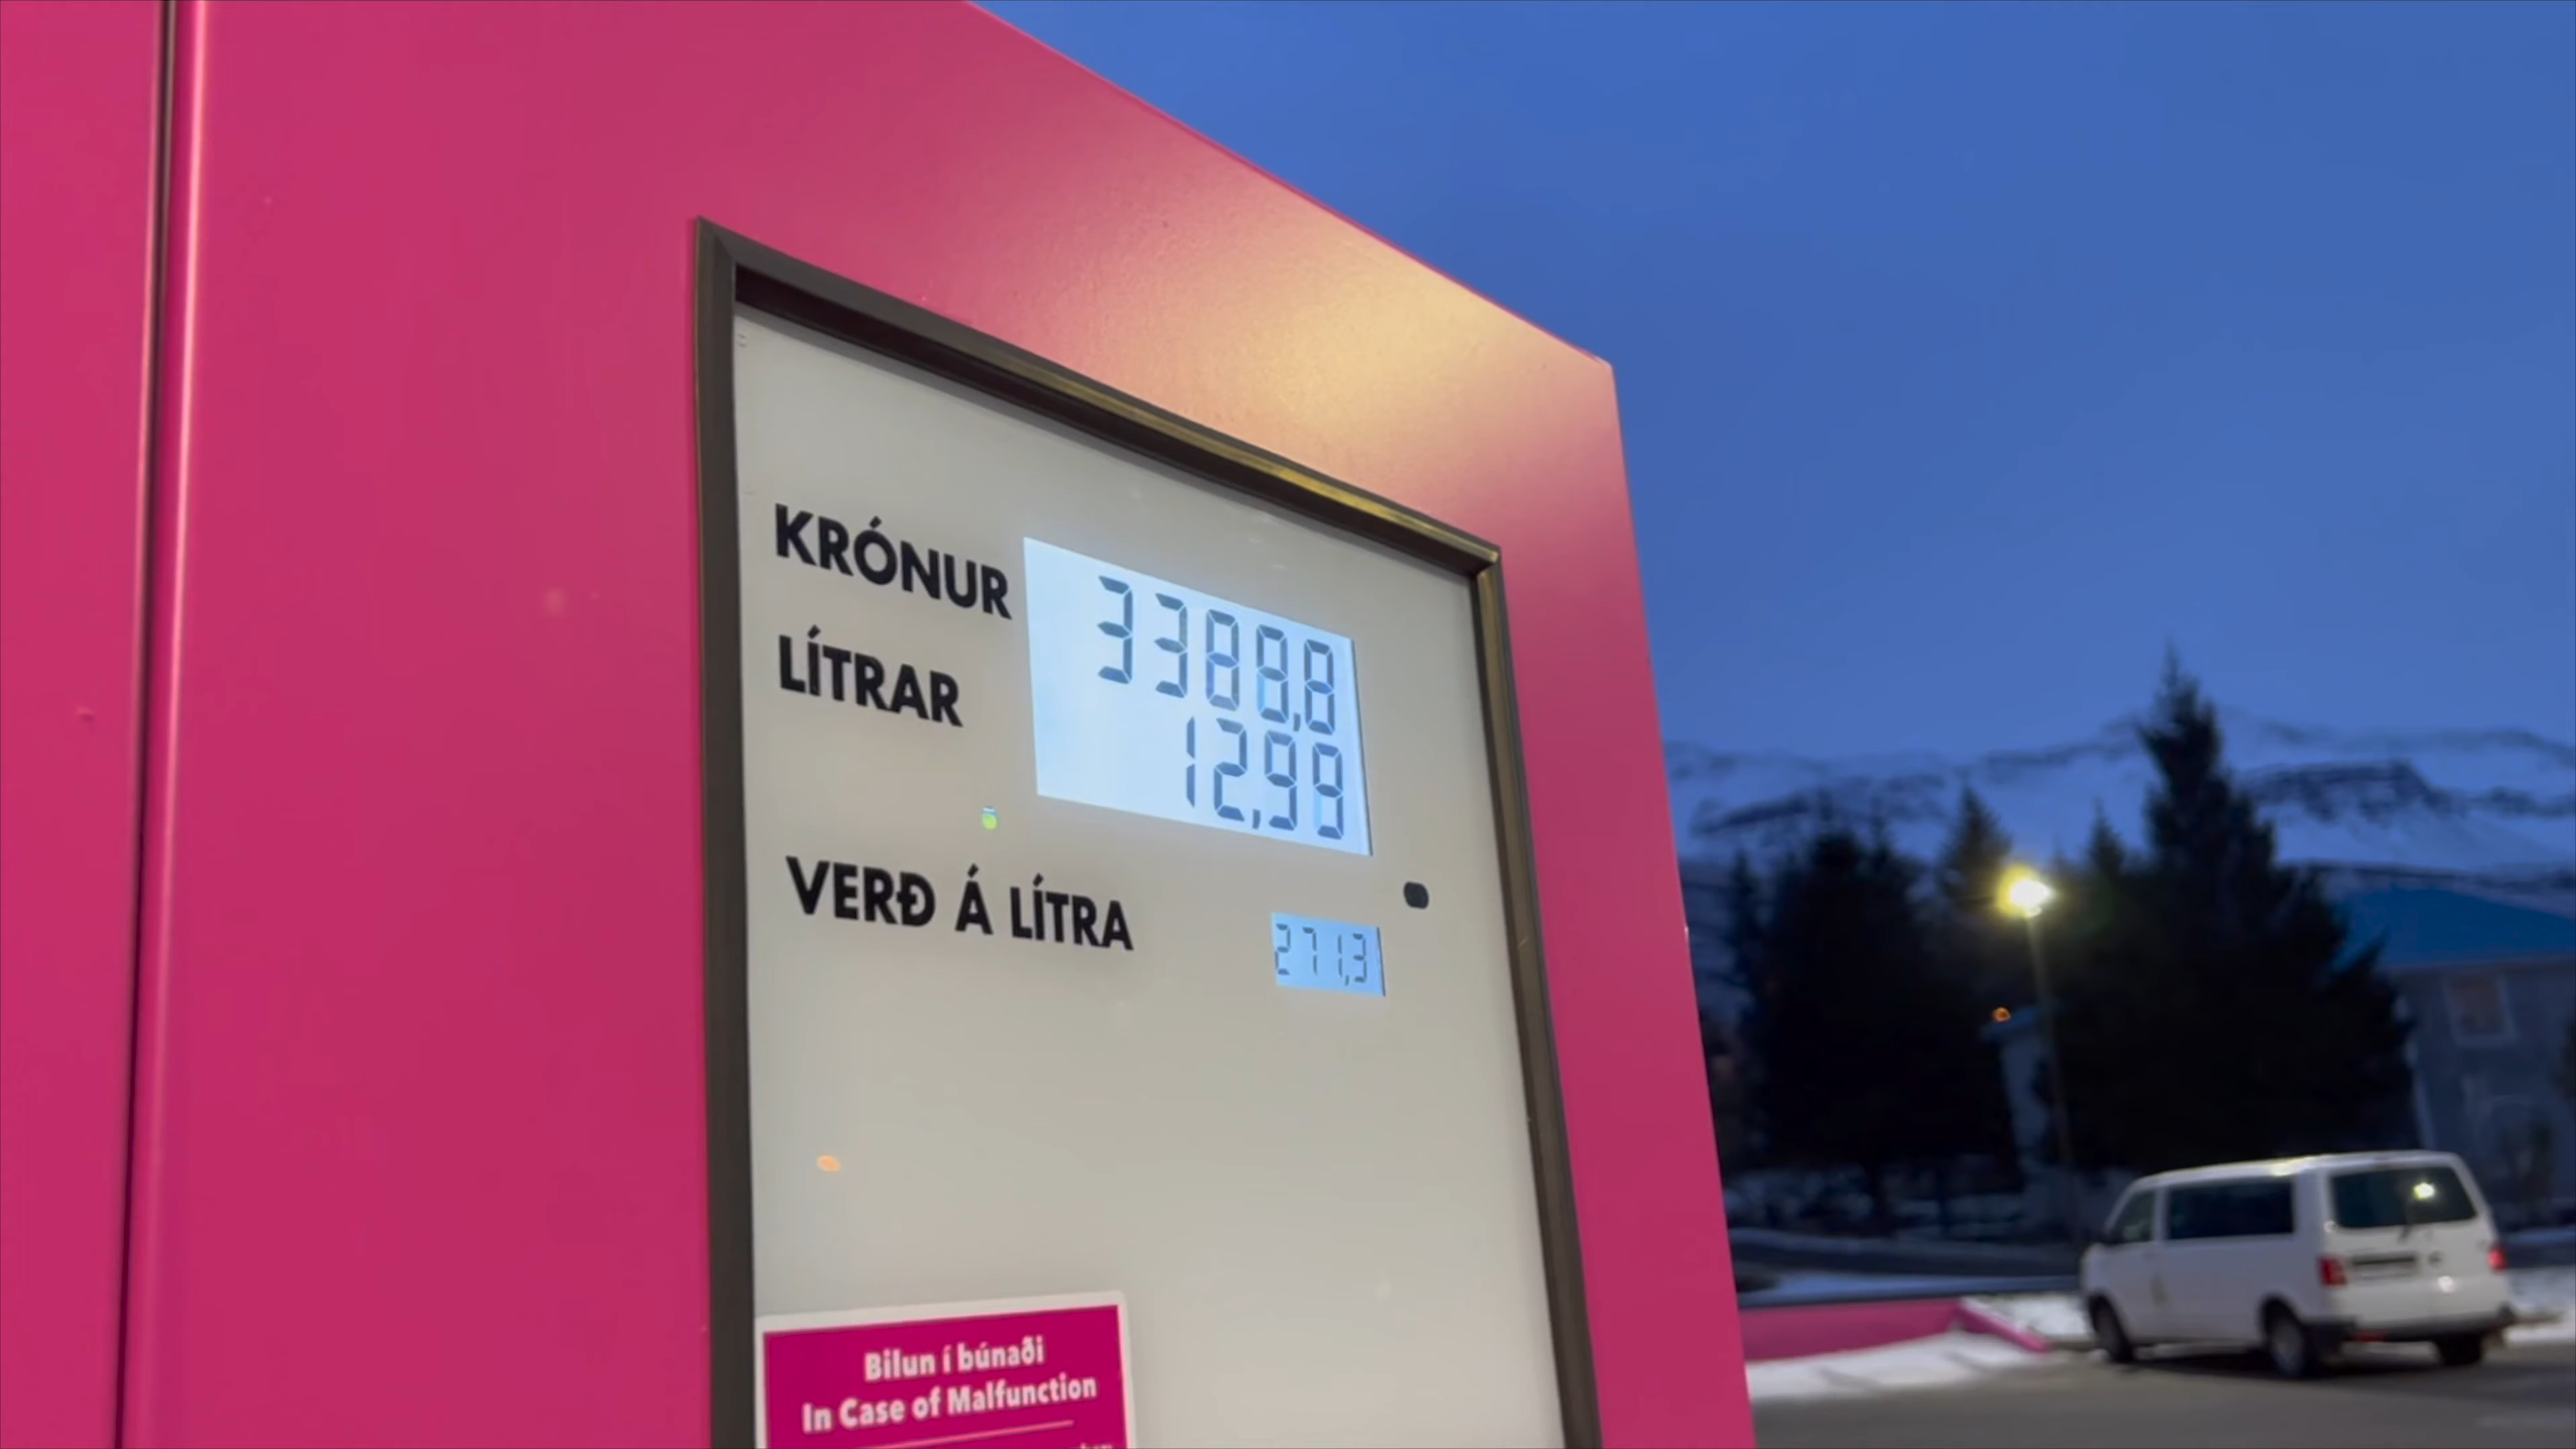 KRÓNUR 3388,8
LÍTRAR 12,99
VERÐ Á LÍTRA 271,3
Bilun í búnaði
In Case of Malfunction